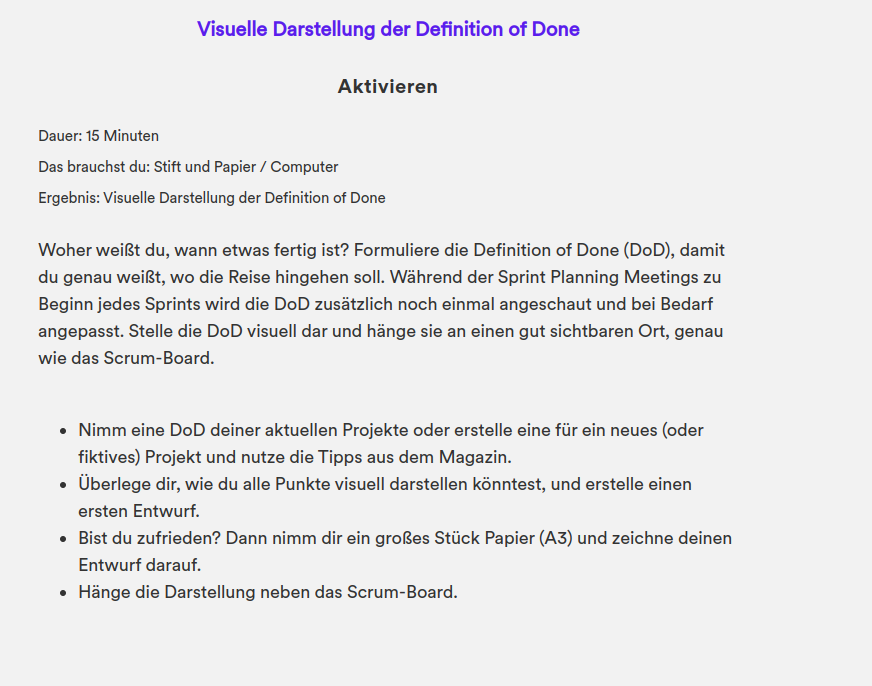 Visuelle Darstellung der Definition of Done
Aktivieren
Dauer: 15 Minuten
Das brauchst du: Stift und Papier / Computer
Ergebnis: Visuelle Darstellung der Definition of Done
Woher weißt du, wann etwas fertig ist? Formuliere die Definition of Done (DoD), damit
du genau weißt, wo die Reise hingehen soll. Während der Sprint Planning Meetings zu
Beginn jedes Sprints wird die DoD zusätzlich noch einmal angeschaut und bei Bedarf
angepasst. Stelle die DoD visuell dar und hänge sie an einen gut sichtbaren Ort, genau
wie das Scrum-Board.
• Nimm eine DoD deiner aktuellen Projekte oder erstelle eine für ein neues (oder
fiktives) Projekt und nutze die Tipps aus dem Magazin.
• Überlege dir, wie du alle Punkte visuell darstellen könntest, und erstelle einen
ersten Entwurf.
• Bist du zufrieden? Dann nimm dir ein großes Stück Papier (A3) und zeichne deinen
Entwurf darauf.
• Hänge die Darstellung neben das Scrum-Board.